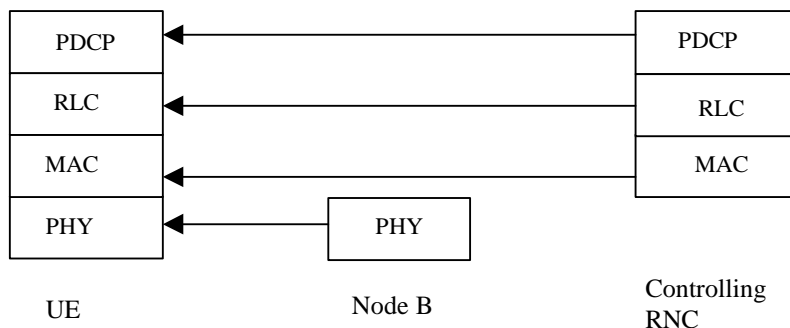 PDCP
PDCP
RLC
RLC
MAC
MAC
PHY
PHY
UE
Node B
Controlling
RNC